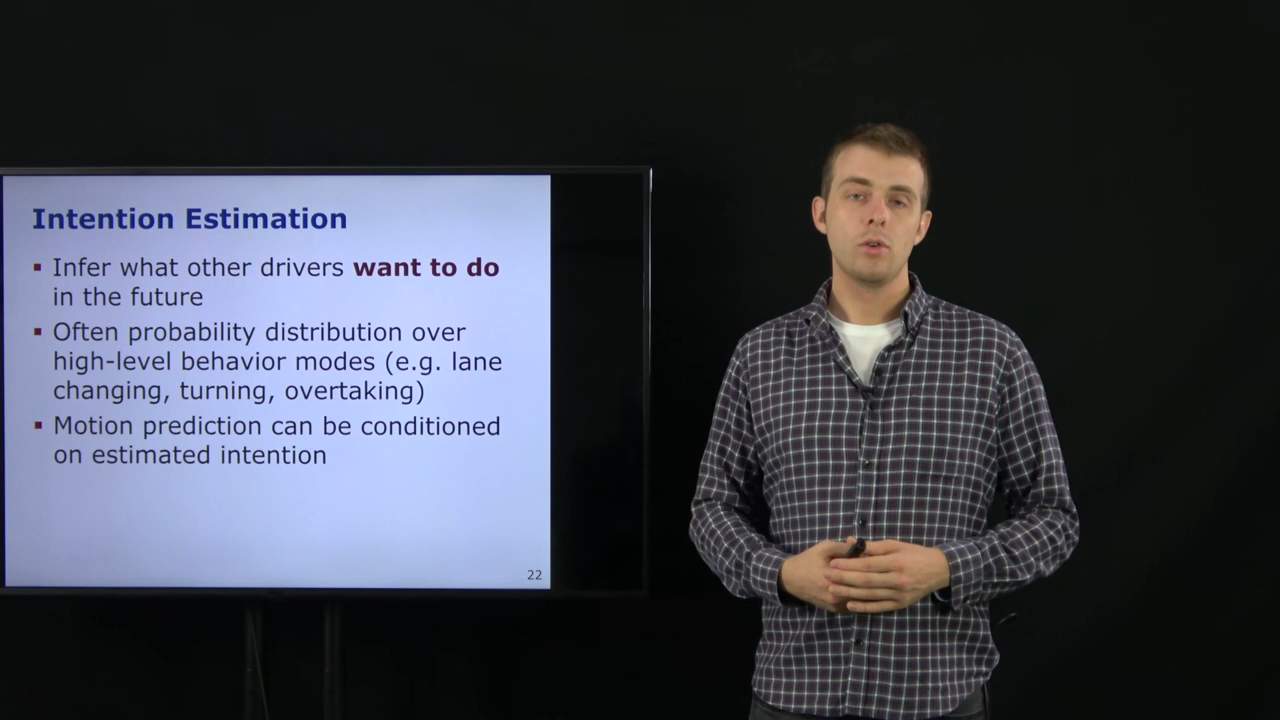 Intention Estimation
▪ Infer what other drivers want to do
in the future
▪ Often probability distribution over
high-level behavior modes (e.g. lane
changing, turning, overtaking)
▪ Motion prediction can be conditioned
on estimated intention
22